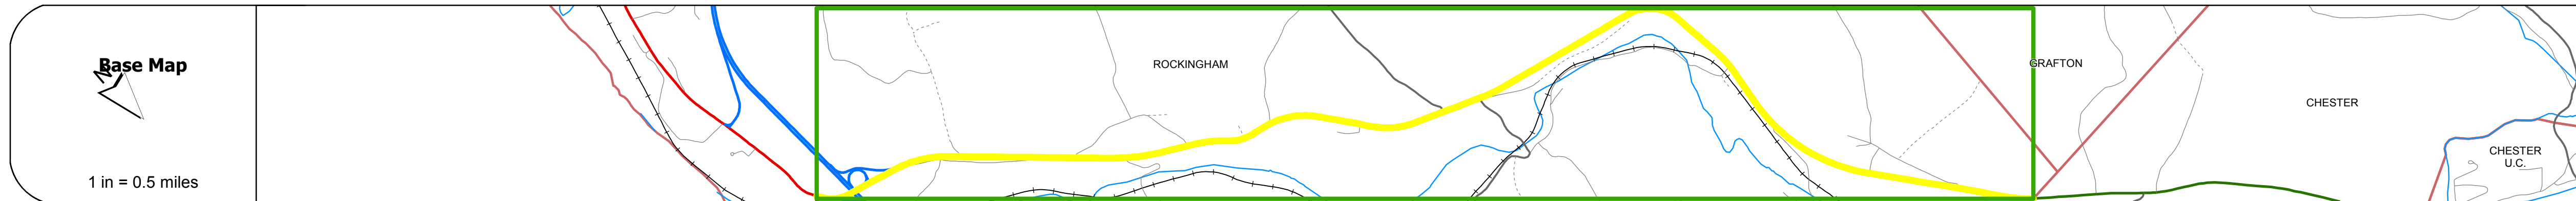 Base Map
N
1 in = 0.5 miles
ROCKINGHAM
GRAFTON
CHESTER
CHESTER
U.C.